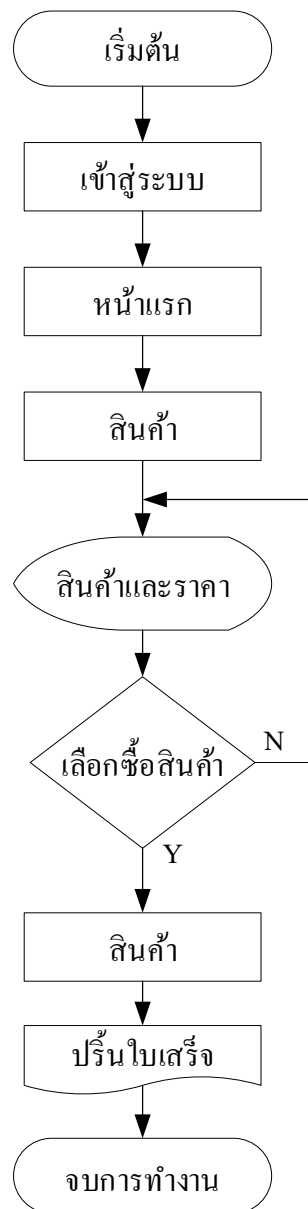 เริ่มต้น
เข้าสู่ระบบ
หน้าแรก
สินค้า
สินค้าและราคา
เลือกซื้อสินค้า
N
Y
สินค้า
ปริ้นใบเสร็จ
จบการทำงาน